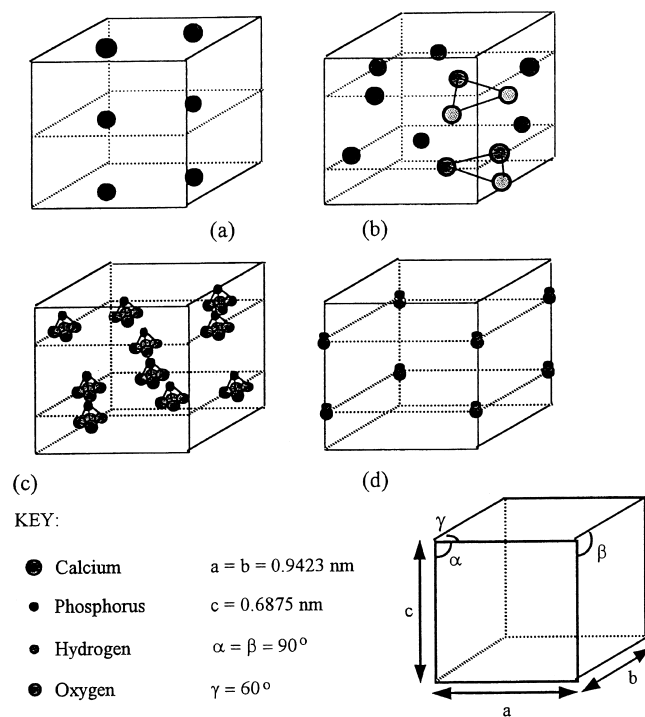 (a)
(b)
(c)
(d)
KEY:
Calcium
a = b = 0.9423 nm
Phosphorus
c = 0.6875 nm
Hydrogen
α = β = 90°
Oxygen
γ = 60°
γ
α
β
c
b
a